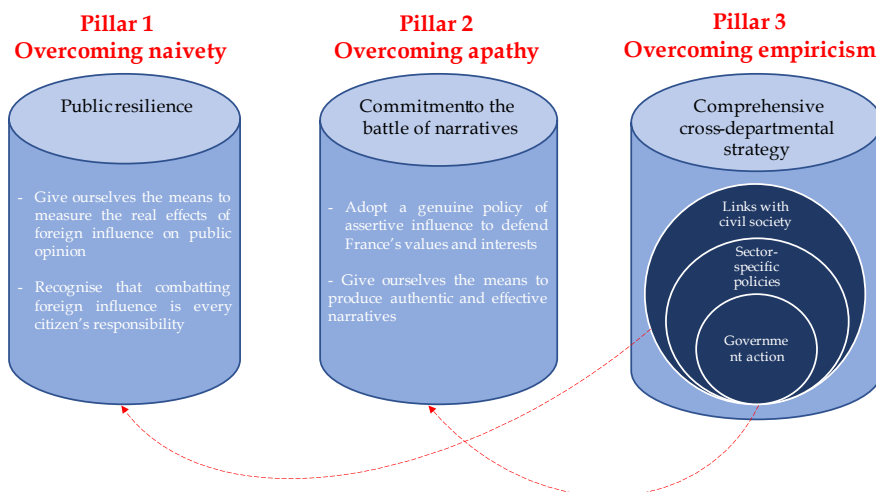 Pillar 1
Overcoming naivety
Public resilience
- Give ourselves the means to
measure the real effects of
foreign influence on public
opinion
- Recognise that combatting
foreign influence is every
citizen's responsibility
Pillar 2
Overcoming apathy
Commitment to the
battle of narratives
- Adopt a genuine policy of
assertive influence to defend
France's values and interests
- Give ourselves the means to
produce authentic and effective
narratives
Pillar 3
Overcoming empiricism
Comprehensive
cross-departmental
strategy
Links with
civil society
Sector-
specific
policies
Governme
nt action